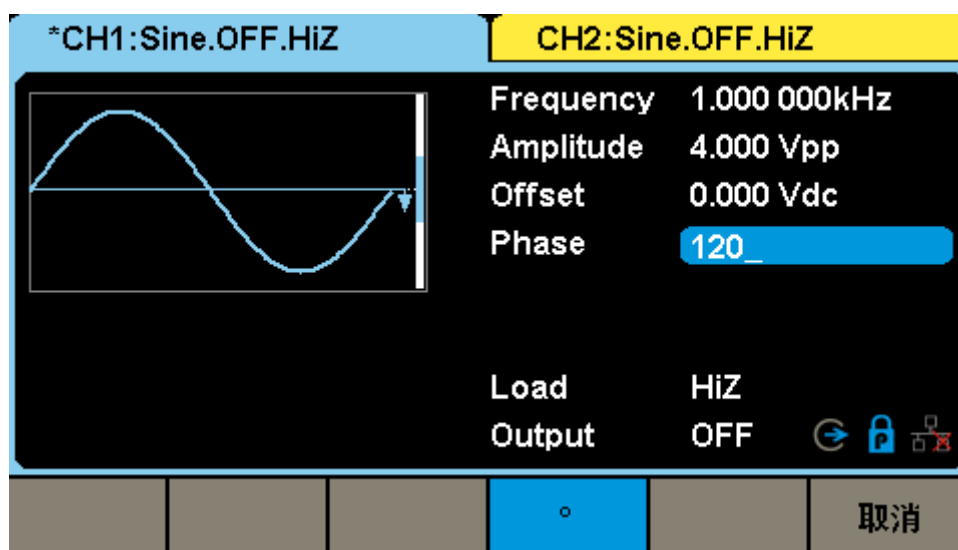 *CH1:Sine.OFF.HiZ
CH2:Sine.OFF.HiZ
Frequency 1.000 000kHz
Amplitude 4.000 Vpp
Offset 0.000 Vdc
Phase 120_
Load HiZ
Output OFF
P
° 取消